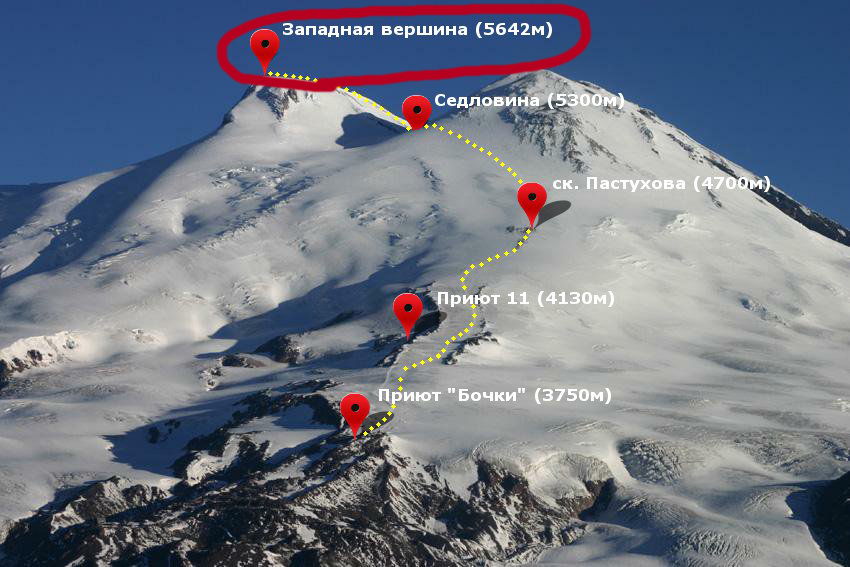 Западная вершина (5642м)
Седловина (5300м)
ск. Пастухова (4700м)
Приют 11 (4130м)
Приют "Бочки" (3750м)